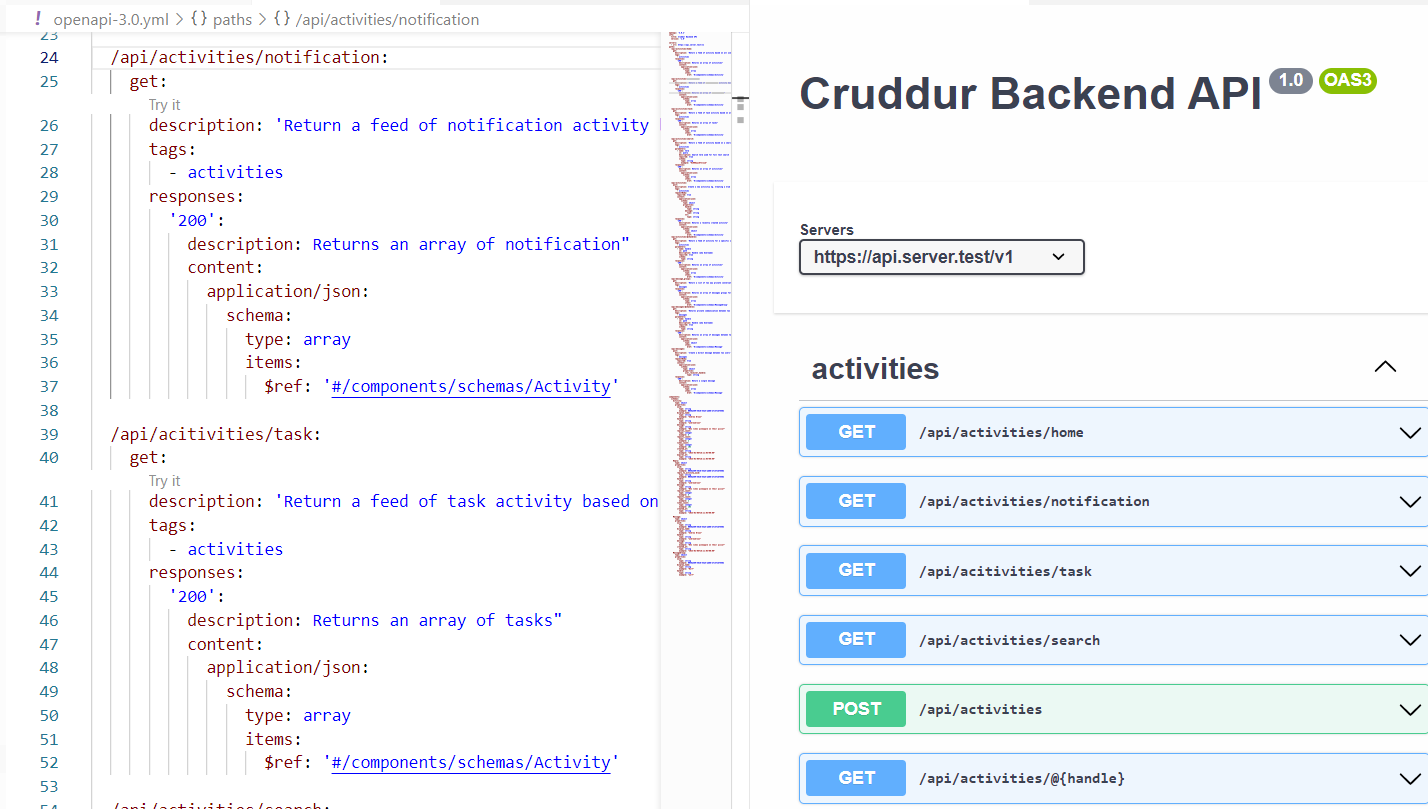 ! openapi-3.0.yml > {} paths > {} /api/activities/notification
23
24 /api/activities/notification:
25 get:
Try it
26 description: 'Return a feed of notification activity
27 tags:
28 - activities
29 responses:
30 '200':
31 description: Returns an array of notification"
32 content:
33 application/json:
34 schema:
35 type: array
36 items:
37 $ref: '#/components/schemas/Activity'
38
39 /api/acitivities/task:
40 get:
Try it
41 description: 'Return a feed of task activity based on
42 tags:
43 - activities
44 responses:
45 '200':
46 description: Returns an array of tasks"
47 content:
48 application/json:
49 schema:
50 type: array
51 items:
52 $ref: '#/components/schemas/Activity'
53
54 /api/activities/search:
Cruddur Backend API 1.0 OAS3
Servers
https://api.server.test/v1
activities
GET /api/activities/home
GET /api/activities/notification
GET /api/acitivities/task
GET /api/activities/search
POST /api/activities
GET /api/activities/@{handle}